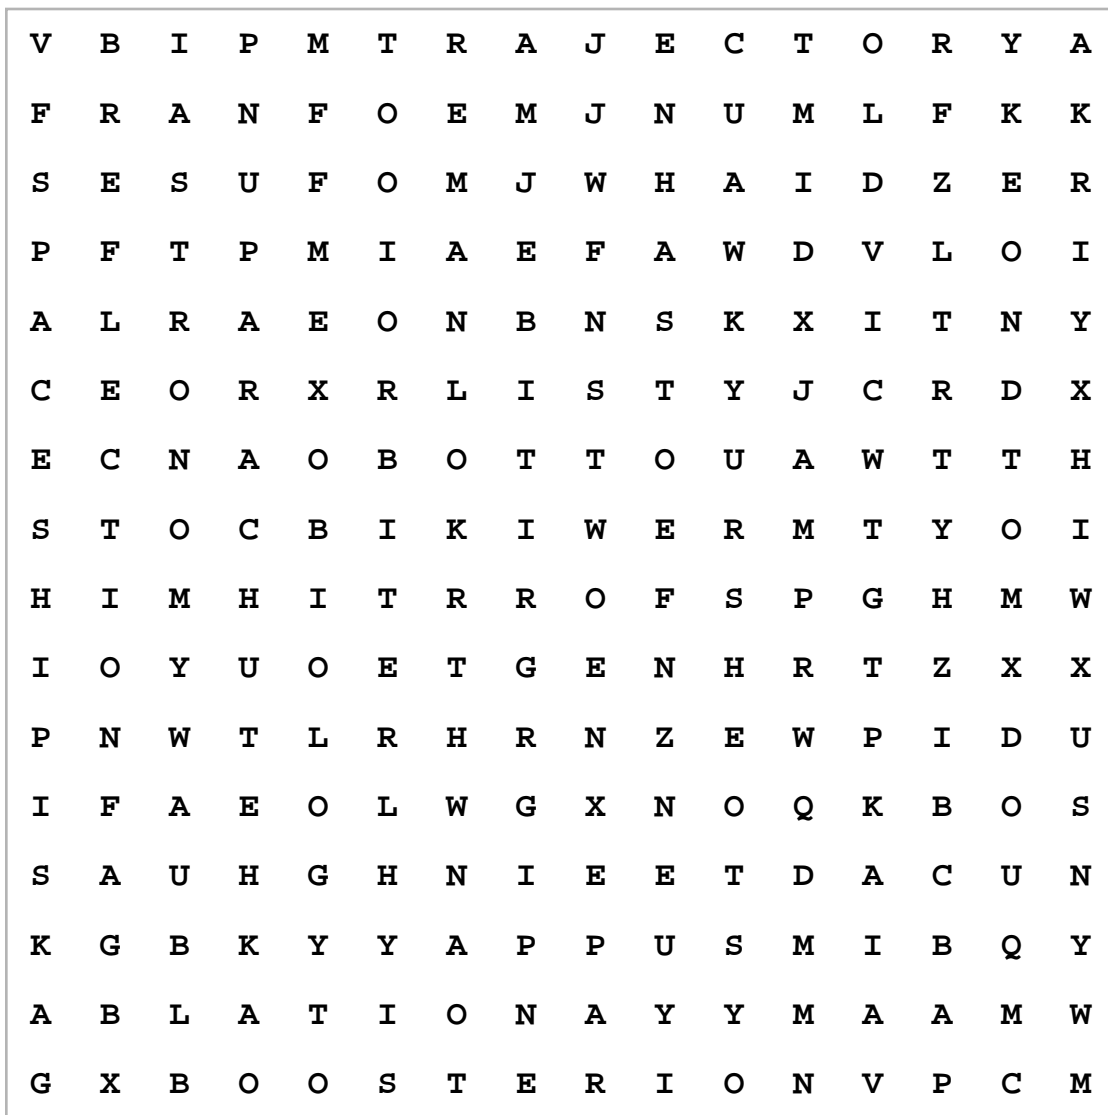 V B I P M T R A J E C T O R Y A
F R A N F O E M J N U M L F K K
S E S U F O M J W H A I D Z E R
P F T P M I A E F A W D V L O I
A L R A E O N B N S K X I T N Y
C E O R X R L I S T Y J C R D X
E C N A O B O T T O U A W T T H
S T O C B I K I W E R M T Y O I
H I M H I T R R O F S P G H M W
I O Y U O E T G E N H R T Z X X
P N W T L R H R N Z E W P I D U
I F A E O L W G X N O Q K B O S
S A U H G H N I E E T D A C U N
K G B K Y Y A P P U S M I B Q Y
A B L A T I O N A Y Y M A A M W
G X B O O S T E R I O N V P C M